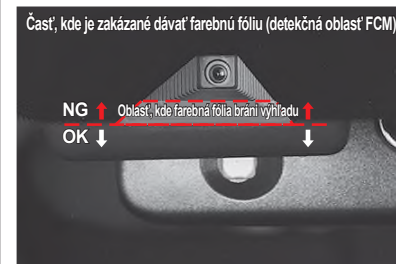 Časť, kde je zakázané dávať farebnú fóliu (detekčná oblasť FCM)
NG Oblasť, kde farebná fólia bráni výhľadu
OK